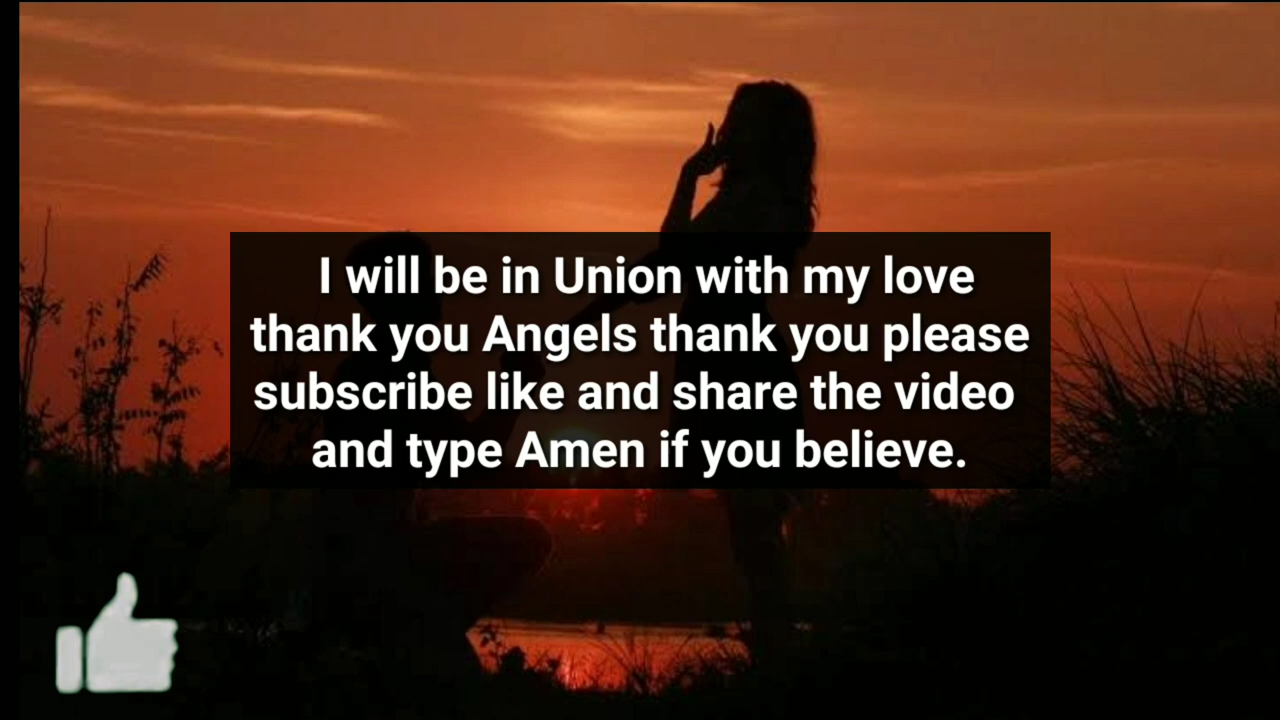 I will be in Union with my love
thank you Angels thank you please
subscribe like and share the video
and type Amen if you believe.